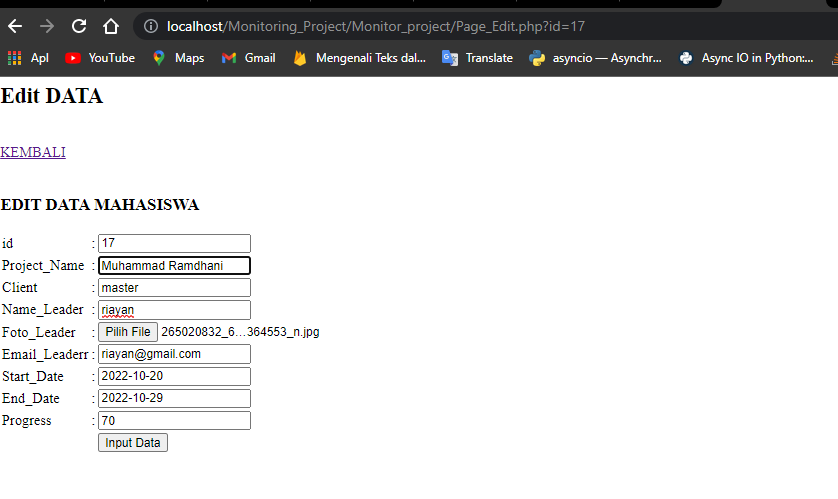 localhost/Monitoring_Project/Monitor_project/Page_Edit.php?id=17
Apl YouTube Maps Gmail Mengenali Teks dal... Translate asyncio — Asynchr... Async IO in Python:...
Edit DATA
KEMBALI
EDIT DATA MAHASISWA
id : 17
Project_Name : Muhammad Ramdhani
Client : master
Name_Leader : riayan
Foto_Leader : Pilih File 265020832_6...364553_n.jpg
Email_Leaderr : riayan@gmail.com
Start_Date : 2022-10-20
End_Date : 2022-10-29
Progress : 70
Input Data